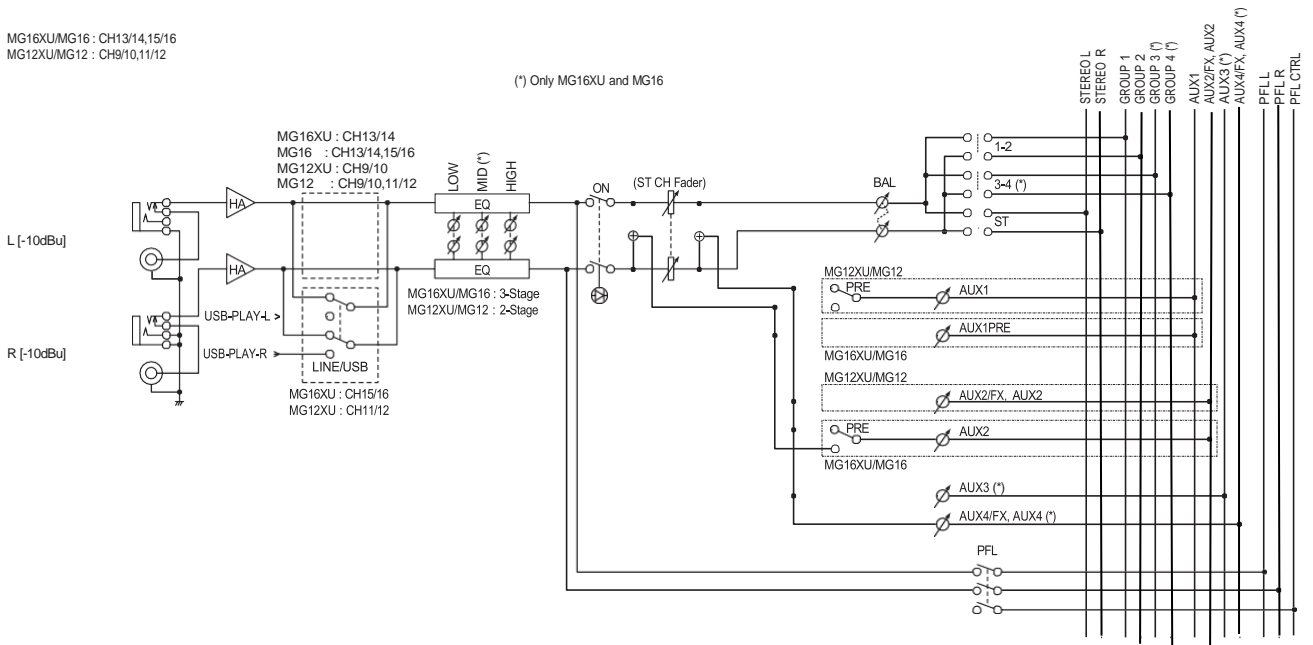 MG16XU/MG16 : CH13/14,15/16
MG12XU/MG12 : CH9/10,11/12
(*) Only MG16XU and MG16
STEREO L
STEREO R
GROUP 1
GROUP 2
GROUP 3 (*)
GROUP 4 (*)
AUX1
AUX2/FX, AUX2
AUX3 (*)
AUX4/FX, AUX4 (*)
PFL L
PFL R
PFL CTRL
MG16XU : CH13/14
MG16 : CH13/14,15/16
MG12XU : CH9/10
MG12 : CH9/10,11/12
LOW
MID (*)
HIGH
HA
EQ
ON
(ST CH Fader)
BAL
1-2
3-4 (*)
ST
L [-10dBu]
HA
EQ
MG16XU/MG16 : 3-Stage
MG12XU/MG12 : 2-Stage
USB-PLAY-L
USB-PLAY-R
LINE/USB
R [-10dBu]
MG16XU : CH15/16
MG12XU : CH11/12
MG12XU/MG12
PRE
AUX1
AUX1PRE
MG16XU/MG16
MG12XU/MG12
AUX2/FX, AUX2
PRE
AUX2
MG16XU/MG16
AUX3 (*)
AUX4/FX, AUX4 (*)
PFL